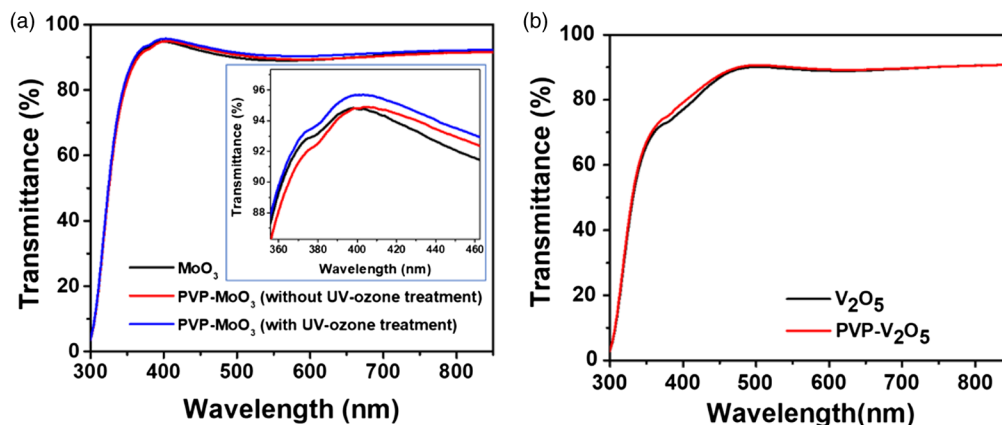 (a)
100
80
60
40
20
0
Transmittance (%)
300 400 500 600 700 800
Wavelength (nm)
96
94
92
90
88
Transmittance (%)
360 380 400 420 440 460
Wavelength (nm)
MoO₃
PVP-MoO₃ (without UV-ozone treatment)
PVP-MoO₃ (with UV-ozone treatment)
(b)
100
80
60
40
20
0
Transmittance (%)
300 400 500 600 700 800
Wavelength(nm)
V₂O₅
PVP-V₂O₅